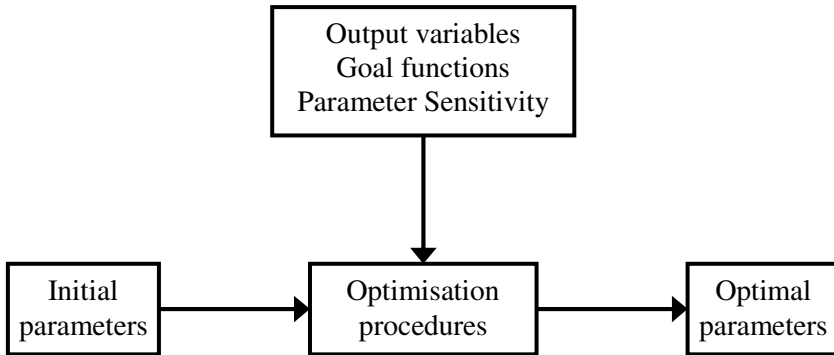 Output variables
Goal functions
Parameter Sensitivity
Initial
parameters
Optimisation
procedures
Optimal
parameters